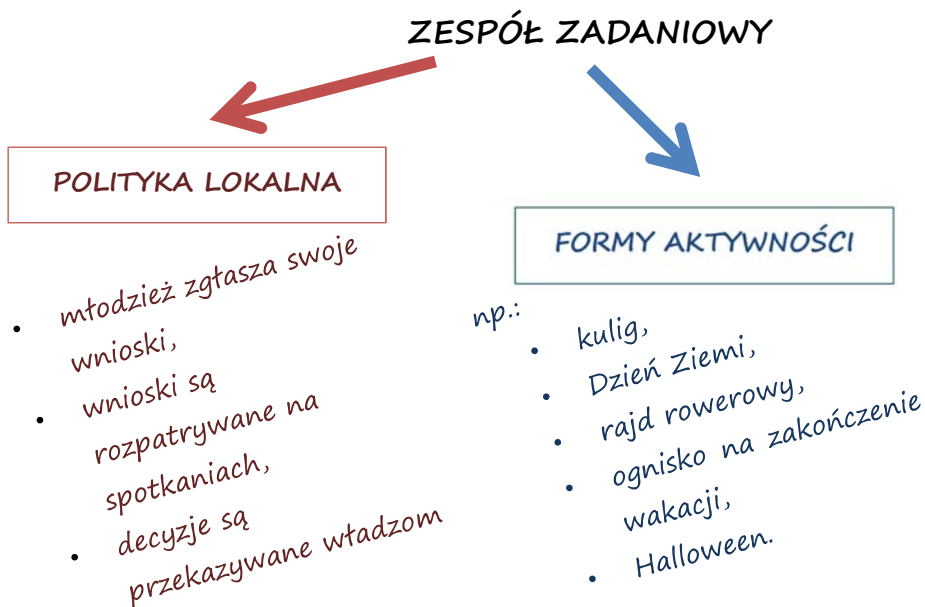 ZESPÓŁ ZADANIOWY
POLITYKA LOKALNA
• młodzież zgłasza swoje
wnioski,
• wnioski są
rozpatrywane na
spotkaniach,
• decyzje są
przekazywane władzom
FORMY AKTYWNOŚCI
np.:
• kulig,
• Dzień Ziemi,
• rajd rowerowy,
• ognisko na zakończenie
wakacji,
• Halloween.